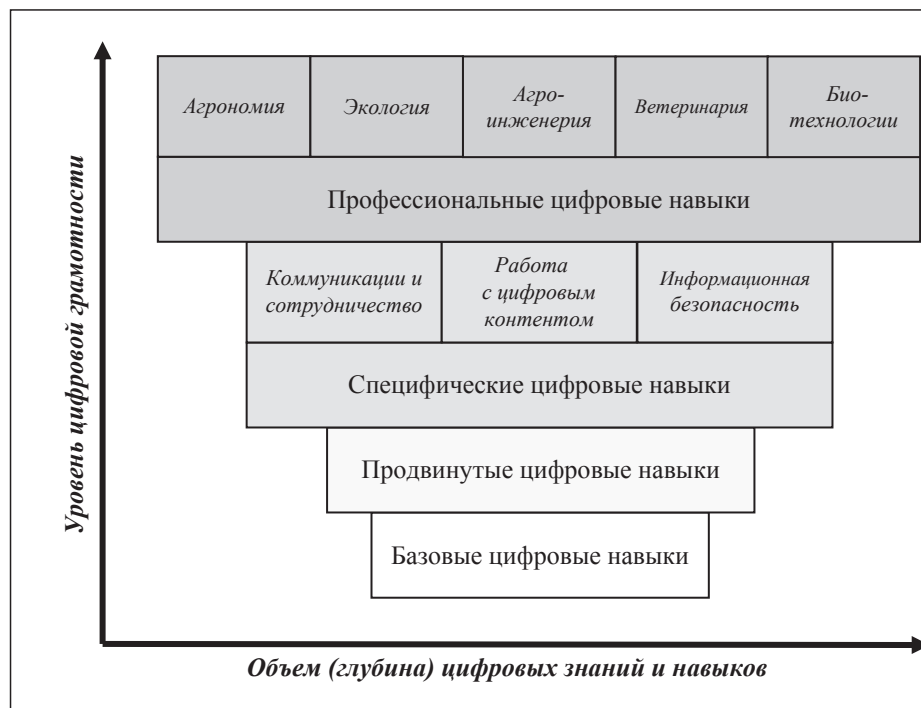 Агрономия
Экология
Агро-
инженерия
Ветеринария
Био-
технологии
Профессиональные цифровые навыки
Коммуникации и
сотрудничество
Работа
с цифровым
контентом
Информационная
безопасность
Специфические цифровые навыки
Продвинутые цифровые навыки
Базовые цифровые навыки
Уровень цифровой грамотности
Объем (глубина) цифровых знаний и навыков